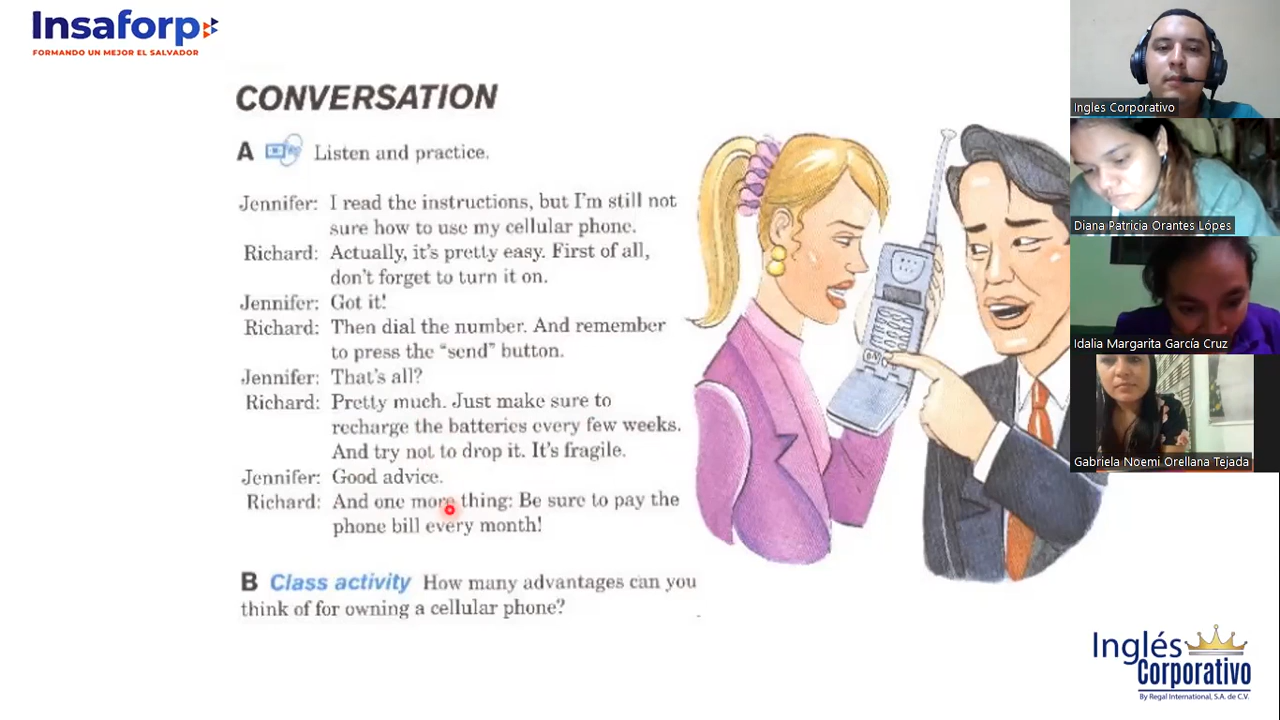 Insaforp
FORMANDO UN MEJOR EL SALVADOR
CONVERSATION
A Listen and practice.
Jennifer: I read the instructions, but I'm still not
sure how to use my cellular phone.
Richard: Actually, it's pretty easy. First of all,
don't forget to turn it on.
Jennifer: Got it!
Richard: Then dial the number. And remember
to press the "send" button.
Jennifer: That's all?
Richard: Pretty much. Just make sure to
recharge the batteries every few weeks.
And try not to drop it. It's fragile.
Jennifer: Good advice.
Richard: And one more thing: Be sure to pay the
phone bill every month!
B Class activity How many advantages can you
think of for owning a cellular phone?
Ingles Corporativo
Diana Patricia Orantes Lópes
Idalia Margarita García Cruz
Gabriela Noemi Orellana Tejada
Inglés
Corporativo
By Regal International, S.A. de C.V.